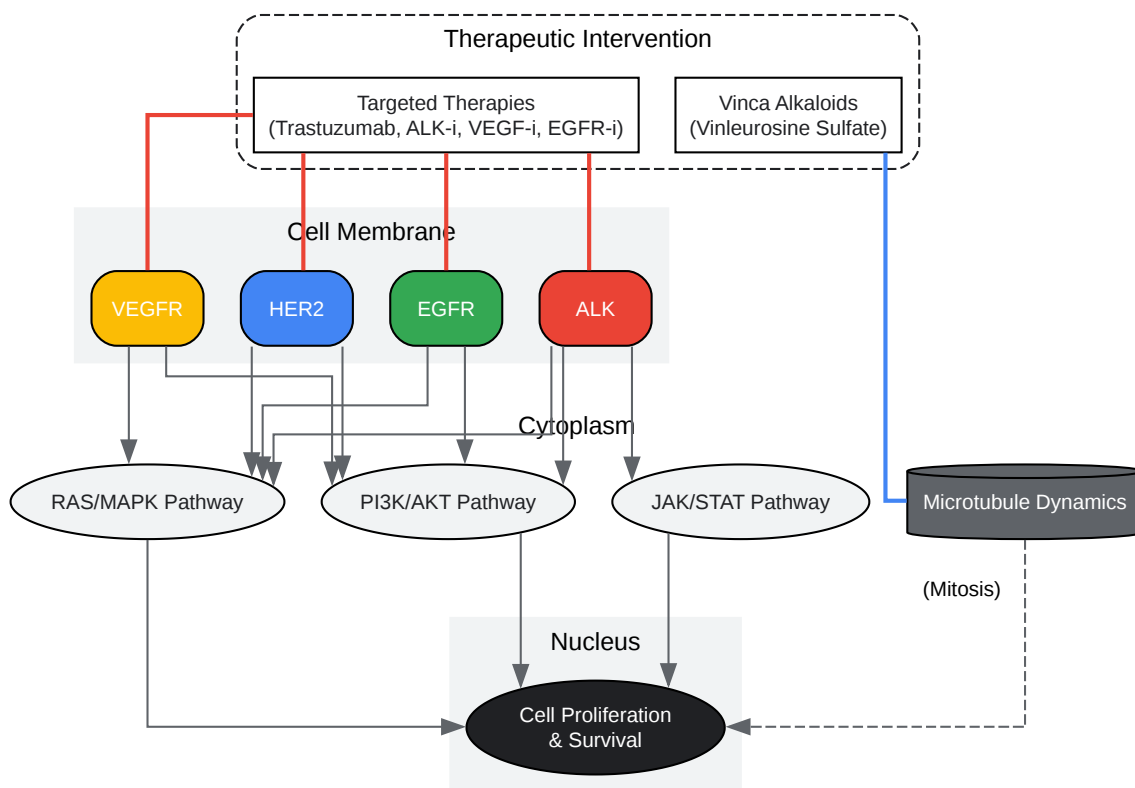 Therapeutic Intervention
Targeted Therapies
(Trastuzumab, ALK-i, VEGF-i, EGFR-i)
Vinca Alkaloids
(Vinleurosine Sulfate)
Cell Membrane
VEGFR
HER2
EGFR
ALK
Cytoplasm
RAS/MAPK Pathway
PI3K/AKT Pathway
JAK/STAT Pathway
Microtubule Dynamics
(Mitosis)
Nucleus
Cell Proliferation
& Survival